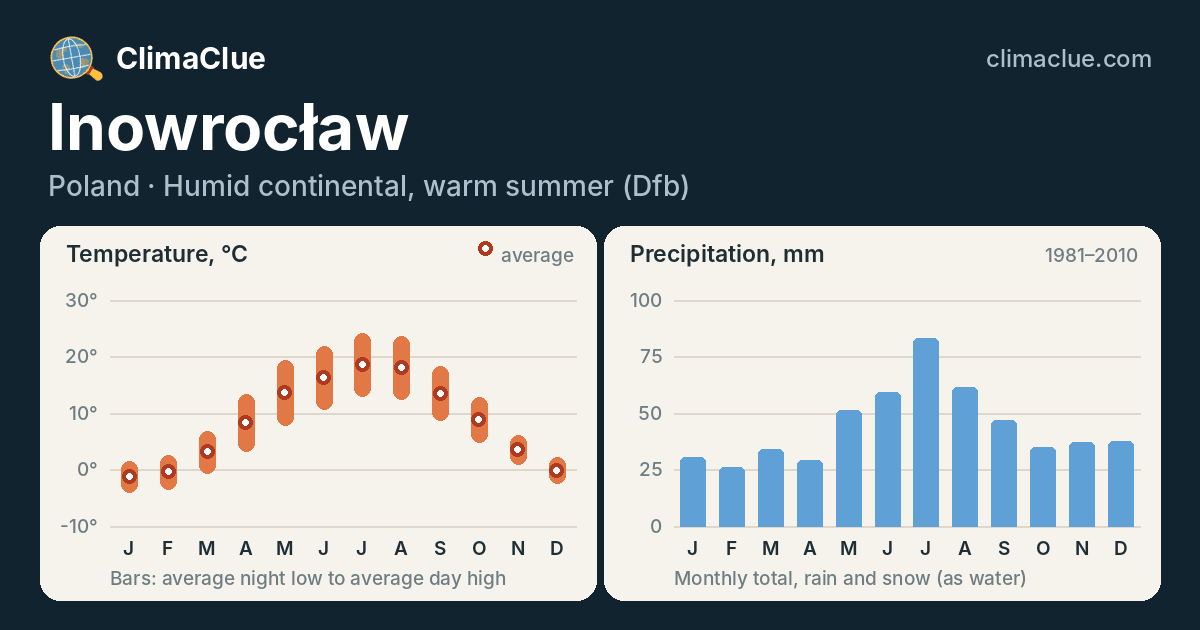 ClimaClue
climaclue.com
Inowrocław
Poland · Humid continental, warm summer (Dfb)
Temperature, °C
average
30°
20°
10°
0°
-10°
J F M A M J J A S O N D
Bars: average night low to average day high
Precipitation, mm
1981–2010
100
75
50
25
0
J F M A M J J A S O N D
Monthly total, rain and snow (as water)